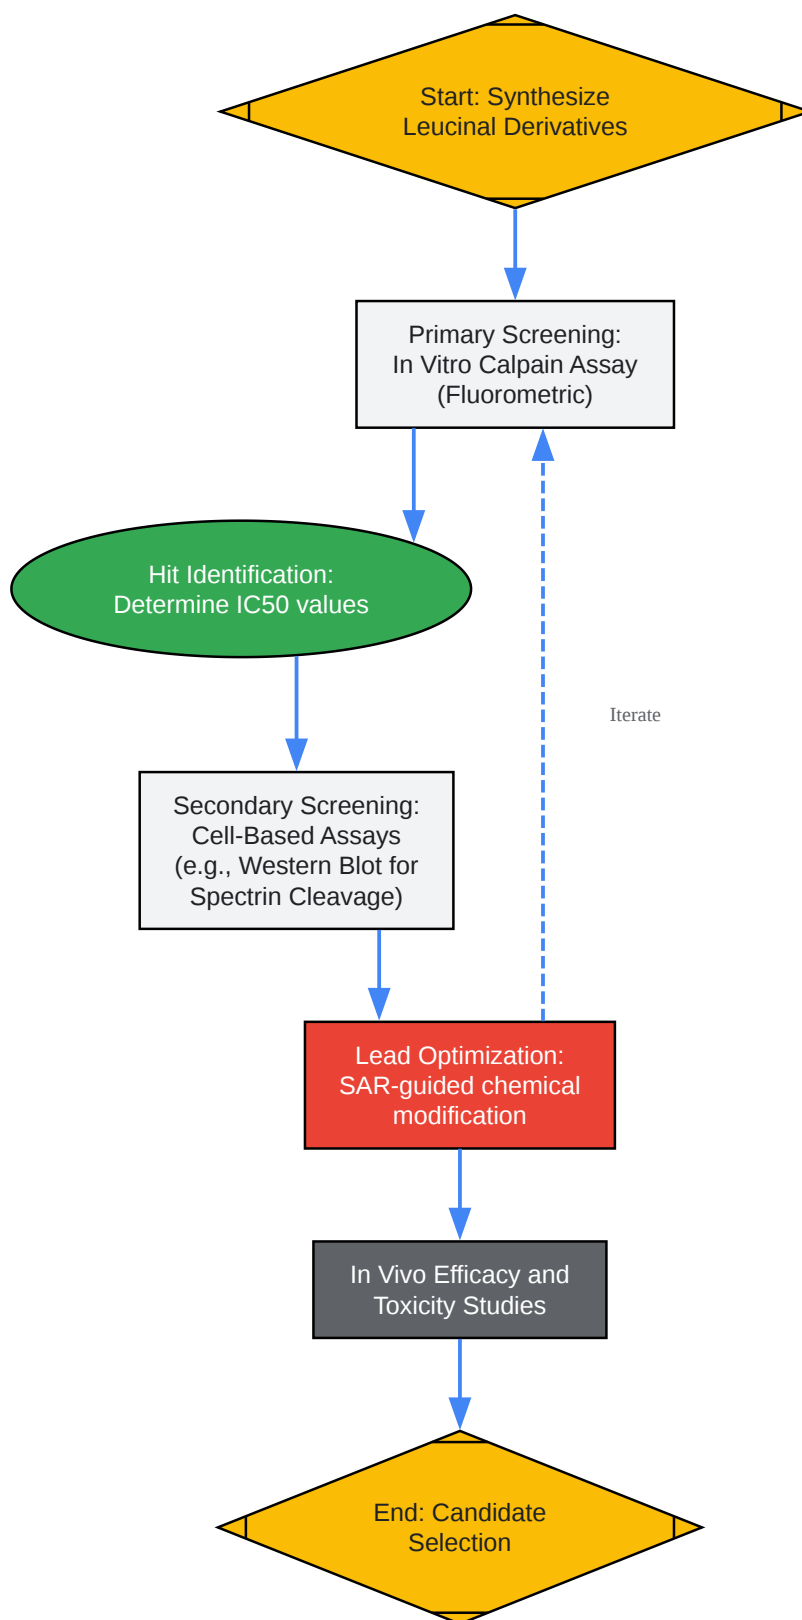 Start: Synthesize
Leucinal Derivatives
Primary Screening:
In Vitro Calpain Assay
(Fluorometric)
Hit Identification:
Determine IC50 values
Iterate
Secondary Screening:
Cell-Based Assays
(e.g., Western Blot for
Spectrin Cleavage)
Lead Optimization:
SAR-guided chemical
modification
In Vivo Efficacy and
Toxicity Studies
End: Candidate
Selection